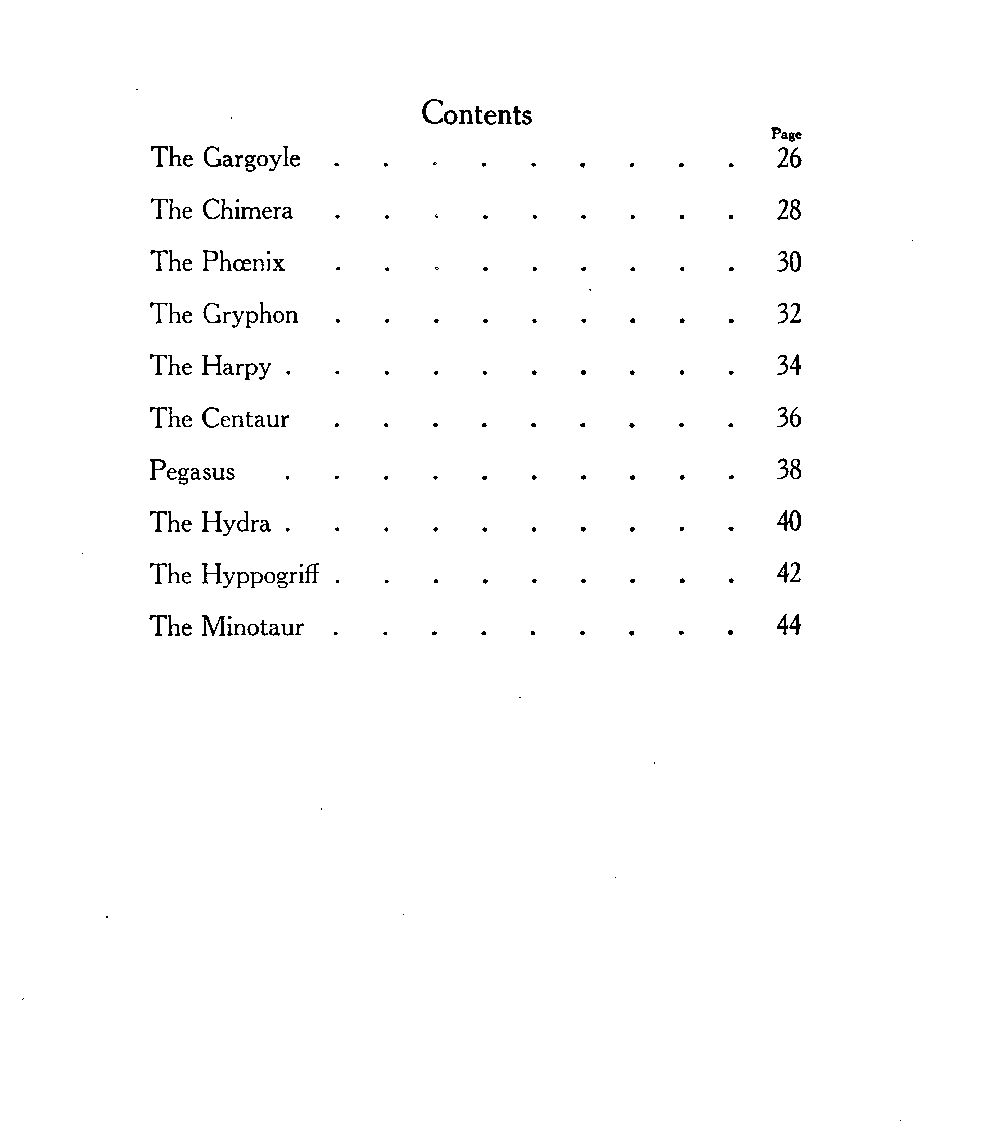 Contents
Page
The Gargoyle . . . . . . . . . 26
The Chimera . . . . . . . . . 28
The Phœnix . . . . . . . . . 30
The Gryphon . . . . . . . . . 32
The Harpy . . . . . . . . . . 34
The Centaur . . . . . . . . . 36
Pegasus . . . . . . . . . . 38
The Hydra . . . . . . . . . . 40
The Hyppogriff . . . . . . . . . 42
The Minotaur . . . . . . . . . 44